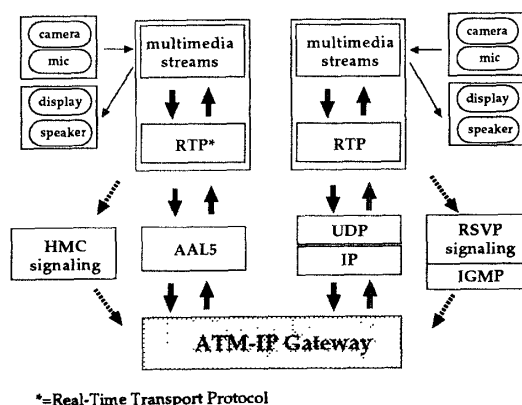 camera
mic
display
speaker
multimedia
streams
RTP*
HMC
signaling
AAL5
multimedia
streams
RTP
UDP
IP
camera
mic
display
speaker
RSVP
signaling
IGMP
ATM-IP Gateway
*=Real-Time Transport Protocol